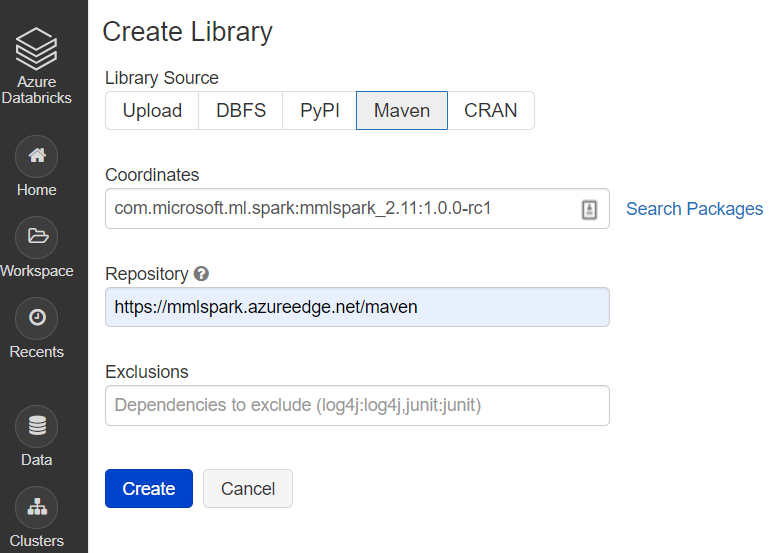 Create Library
Azure
Databricks
Library Source
Upload DBFS PyPI Maven CRAN
Home
Coordinates
com.microsoft.ml.spark:mmlspark_2.11:1.0.0-rc1 Search Packages
Workspace
Repository
https://mmlspark.azureedge.net/maven
Recents
Exclusions
Dependencies to exclude (log4j:log4j,junit:junit)
Data
Create Cancel
Clusters